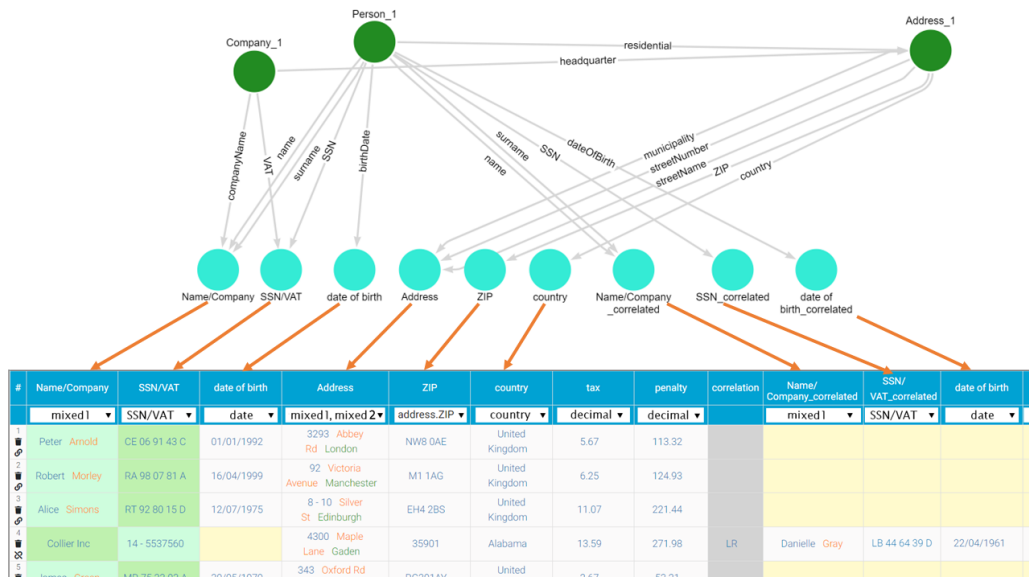 Person_1
Company_1
Address_1
residential
headquarter
companyName
VAT
name
surname
SSN
birthDate
surname
name
SSN
dateOfBirth
municipality
streetNumber
streetName
ZIP
country
Name/Company
SSN/VAT
date of birth
Address
ZIP
country
Name/Company
_correlated
SSN_correlated
date of
birth_correlated
# Name/Company SSN/VAT date of birth Address ZIP country tax penalty correlation Name/ Company_correlated SSN/ VAT_correlated date of birth
mixed1 SSN/VAT date mixed1, mixed2 address.ZIP country decimal decimal mixed1 SSN/VAT date
1 Peter Arnold CE 06 91 43 C 01/01/1992 3293 Abbey Rd London NW8 0AE United Kingdom 5.67 113.32
2 Robert Morley RA 98 07 81 A 16/04/1999 92 Victoria Avenue Manchester M1 1AG United Kingdom 6.25 124.93
3 Alice Simons RT 92 80 15 D 12/07/1975 8 - 10 Silver St Edinburgh EH4 2BS United Kingdom 11.07 221.44
4 Collier Inc 14 - 5537560 4300 Maple Lane Gaden 35901 Alabama 13.59 271.98 LR Danielle Gray LB 44 64 39 D 22/04/1961
5 343 Oxford Rd United